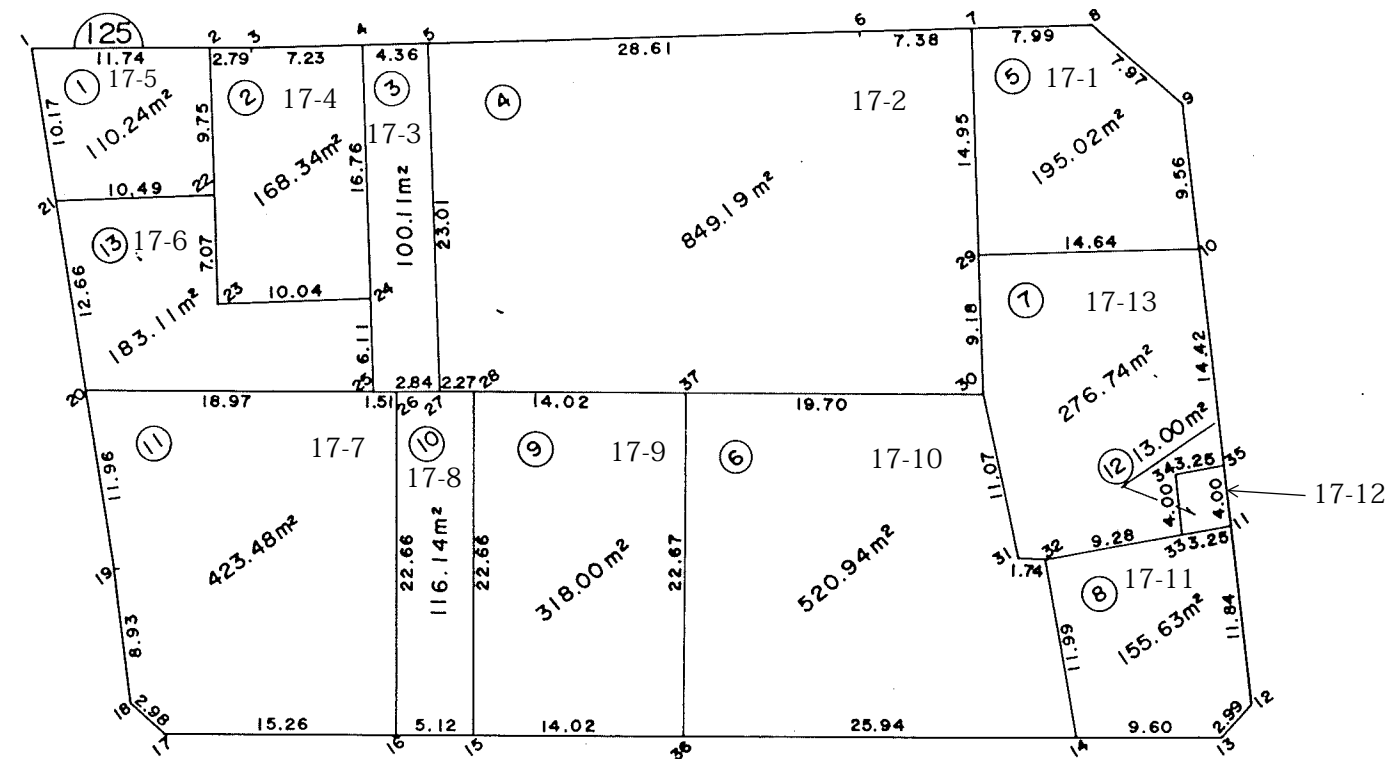 125
1 2 3 4 5 6 7 8
11.74 2.79 7.23 4.36 28.61 7.38 7.99
7.97
9
① 17-5
110.24m²
10.17
9.75
② 17-4
168.34m²
16.76
③
17-3
100.11m²
23.01
④
17-2
849.19m²
14.95
⑤ 17-1
195.02m²
9.56
21 10.49 22
⑬ 17-6
183.11m²
12.66
7.07
23 10.04 24
6.11
29 14.64 10
⑦ 17-13
276.74m²
9.18
14.42
20 25 26 27 28 37 30
18.97 1.51 2.84 2.27 14.02 19.70
⑪ 17-7
423.48m²
11.96
19
8.93
⑩
17-8
116.14m²
22.66
22.66
⑨ 17-9
318.00m²
22.67
⑥ 17-10
520.94m²
11.07
⑫ 13.00m²
34 3.25 35
4.00 4.00
17-12
31 32 9.28 33 3.25 11
1.74
⑧ 17-11
155.63m²
11.99
11.84
18 2.98
12
2.99
17 15.26 16 5.12 15 14.02 36 25.94 14 9.60 13